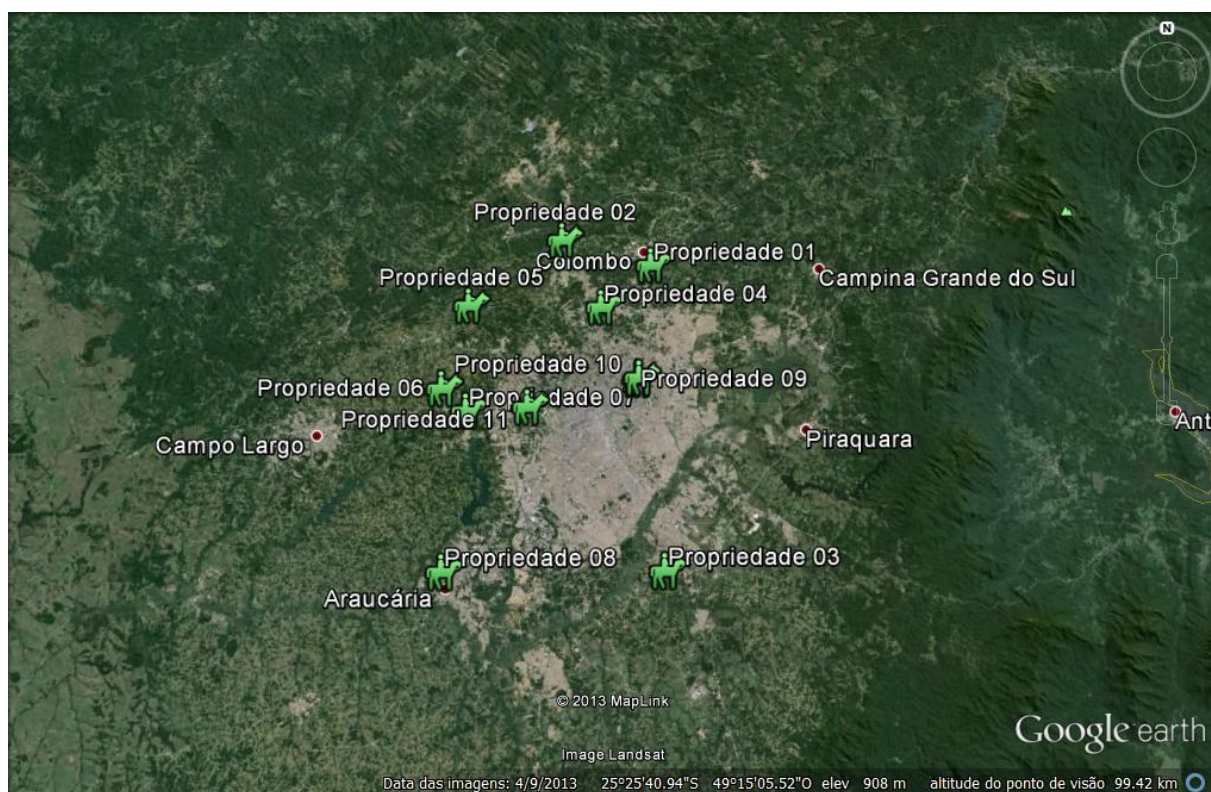 N
Propriedade 02
Propriedade 01
Colombo
Campina Grande do Sul
Propriedade 05
Propriedade 04
Propriedade 10
Propriedade 09
Propriedade 06
Propriedade 07
Propriedade 11
Ant
Piraquara
Campo Largo
Propriedade 08
Propriedade 03
Araucária
© 2013 MapLink
Google earth
Image Landsat
Data das imagens: 4/9/2013 25°25'40.94"S 49°15'05.52"O elev 908 m altitude do ponto de visão 99.42 km